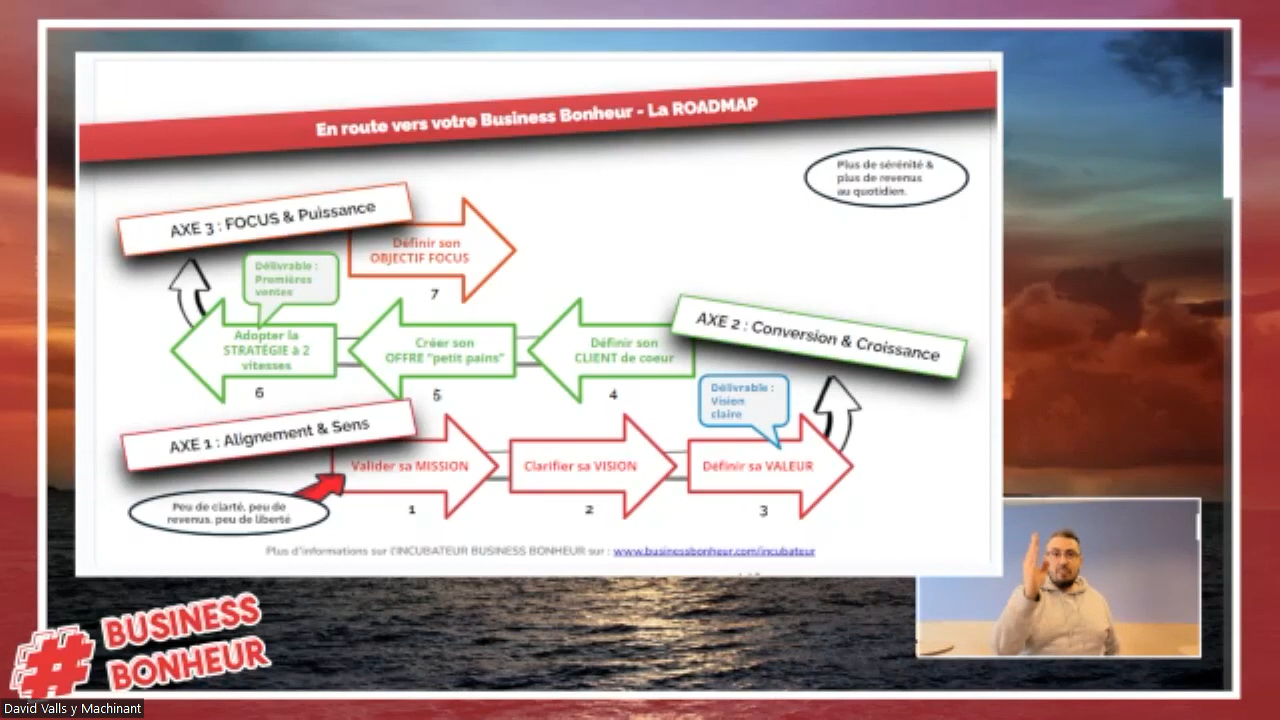 En route vers votre Business Bonheur - La ROADMAP
Plus de sérénité &
plus de revenus
au quotidien.
AXE 3 : FOCUS & Puissance
Définir son
OBJECTIF FOCUS
7
Délivrable :
Premières
ventes
Adopter la
STRATÉGIE à 2
vitesses
6
Créer son
OFFRE "petit pains"
5
Définir son
CLIENT de coeur
4
AXE 2 : Conversion & Croissance
Délivrable :
Vision
claire
AXE 1 : Alignement & Sens
Valider sa MISSION
1
Clarifier sa VISION
2
Définir sa VALEUR
3
Peu de clarté, peu de
revenus, peu de liberté
Plus d'informations sur l'INCUBATEUR BUSINESS BONHEUR sur : www.businessbonheur.com/incubateur
# BUSINESS
BONHEUR
David Valls y Machinant